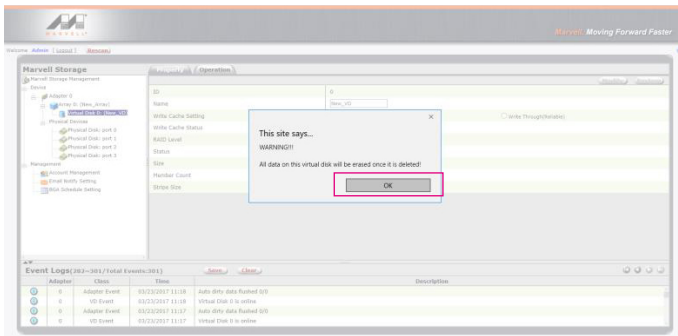 MARVELL
Marvell. Moving Forward Faster
Welcome Admin [ Logout ] [Messages]
Marvell Storage
Property
Operation
Marvell Storage Management
Device
Adapter 0
Array 0: (New_Array)
Virtual Disk 0: (New_VD)
Physical Devices
Physical Disk: port 0
Physical Disk: port 1
Physical Disk: port 2
Physical Disk: port 3
Management
Account Management
Email Notify Setting
BGA Schedule Setting
ID 0
Name New_VD
Write Cache Setting Write Through(Reliable)
Write Cache Status
RAID Level
Status
Size
Member Count
Stripe Size
This site says...
WARNING!!!
All data on this virtual disk will be erased once it is deleted!
OK
Event Logs(282~301/Total Events:301) Save Clear
Adapter Class Time Description
0 Adapter Event 03/23/2017 11:18 Auto dirty data flushed 0/0
0 VD Event 03/23/2017 11:18 Virtual Disk 0 is online
0 Adapter Event 03/23/2017 11:17 Auto dirty data flushed 0/0
0 VD Event 03/23/2017 11:17 Virtual Disk 0 is online